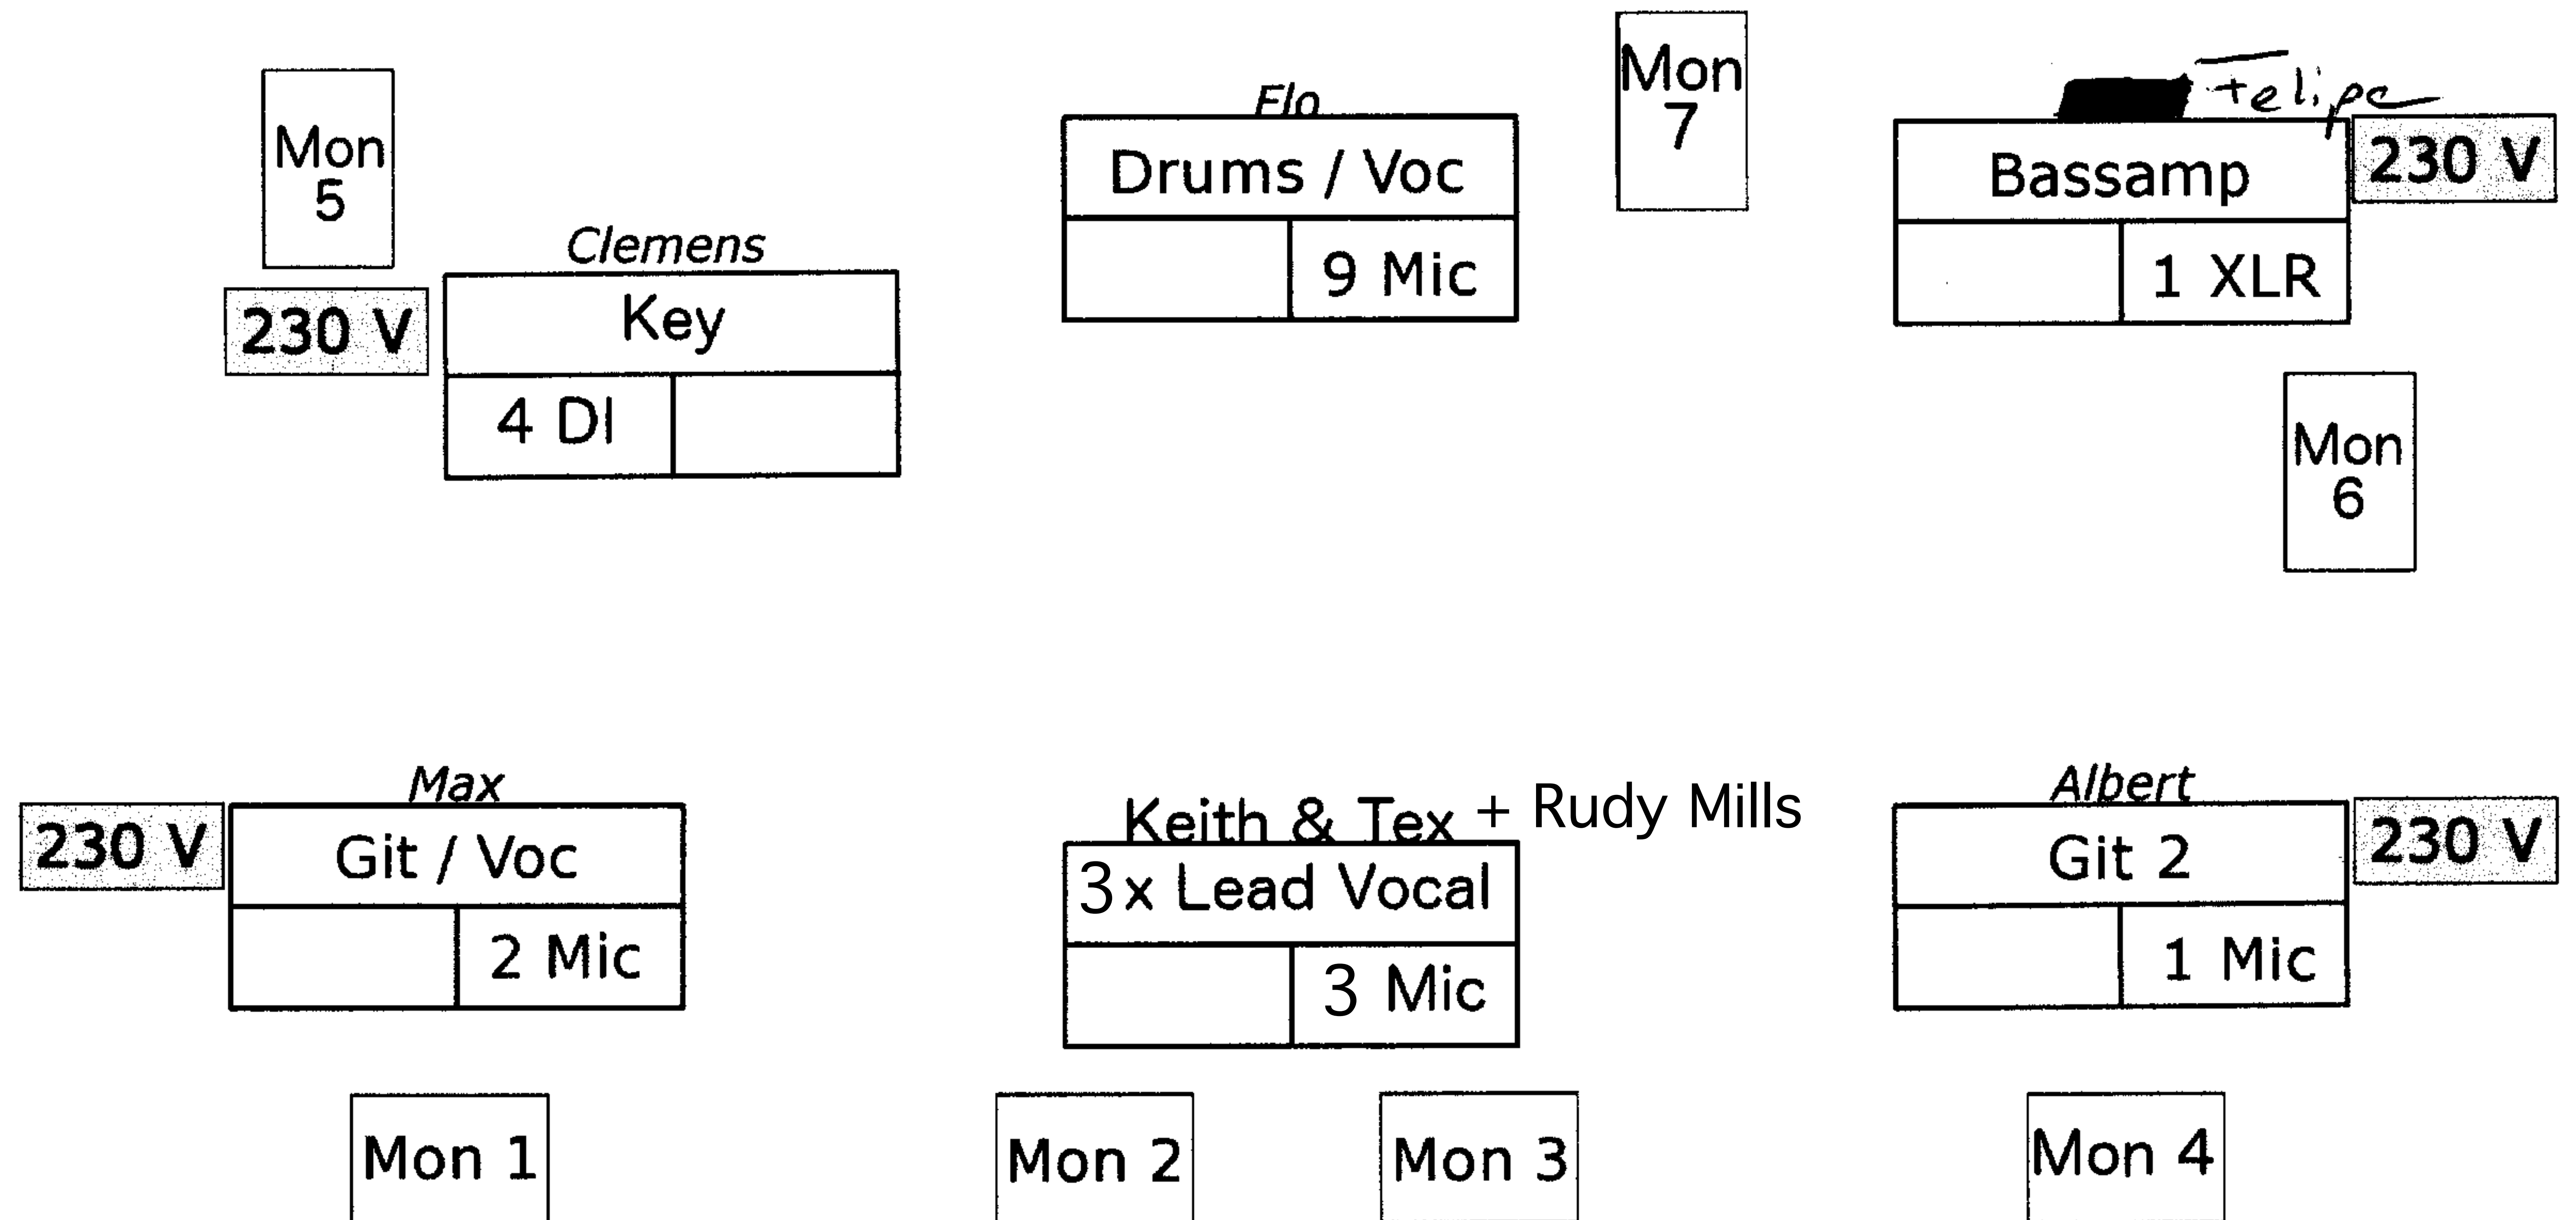 Mon
5
Flo
Mon
7
Felipe
Clemens
Drums / Voc
Bassamp
230 V
230 V
Key
9 Mic
1 XLR
4 DI
Mon
6
Max
Keith & Tex + Rudy Mills
Albert
230 V
Git / Voc
3x Lead Vocal
Git 2
230 V
2 Mic
3 Mic
1 Mic
Mon 1
Mon 2
Mon 3
Mon 4